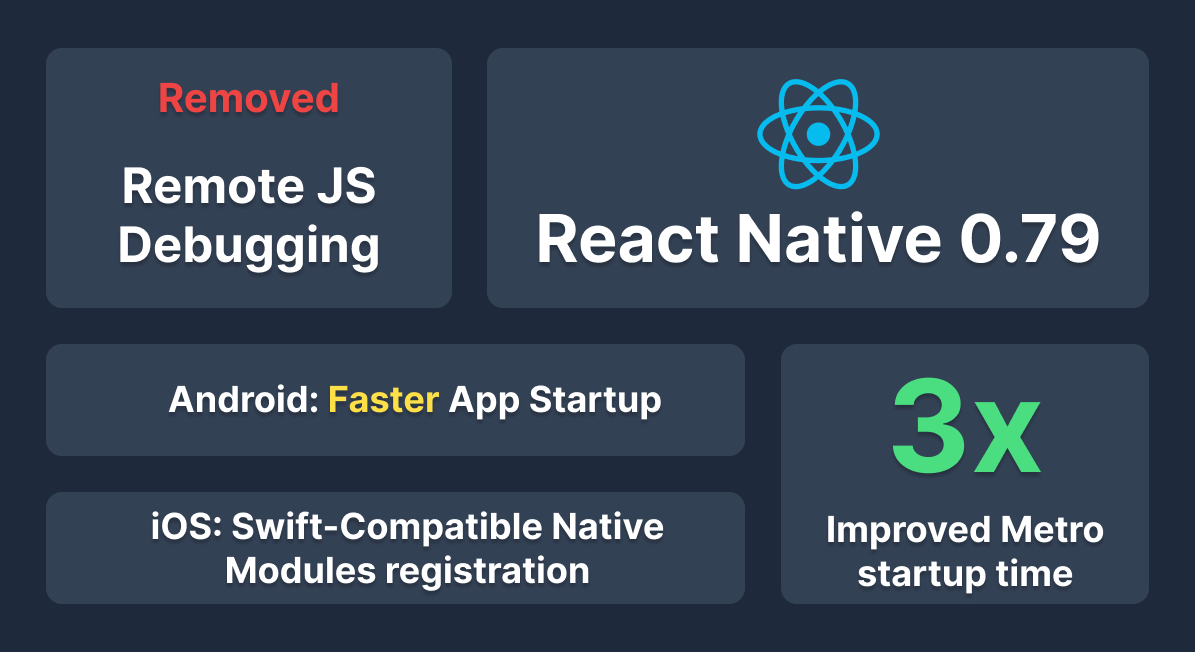 Removed
Remote JS
Debugging
React Native 0.79
Android: Faster App Startup
iOS: Swift-Compatible Native
Modules registration
3x
Improved Metro
startup time